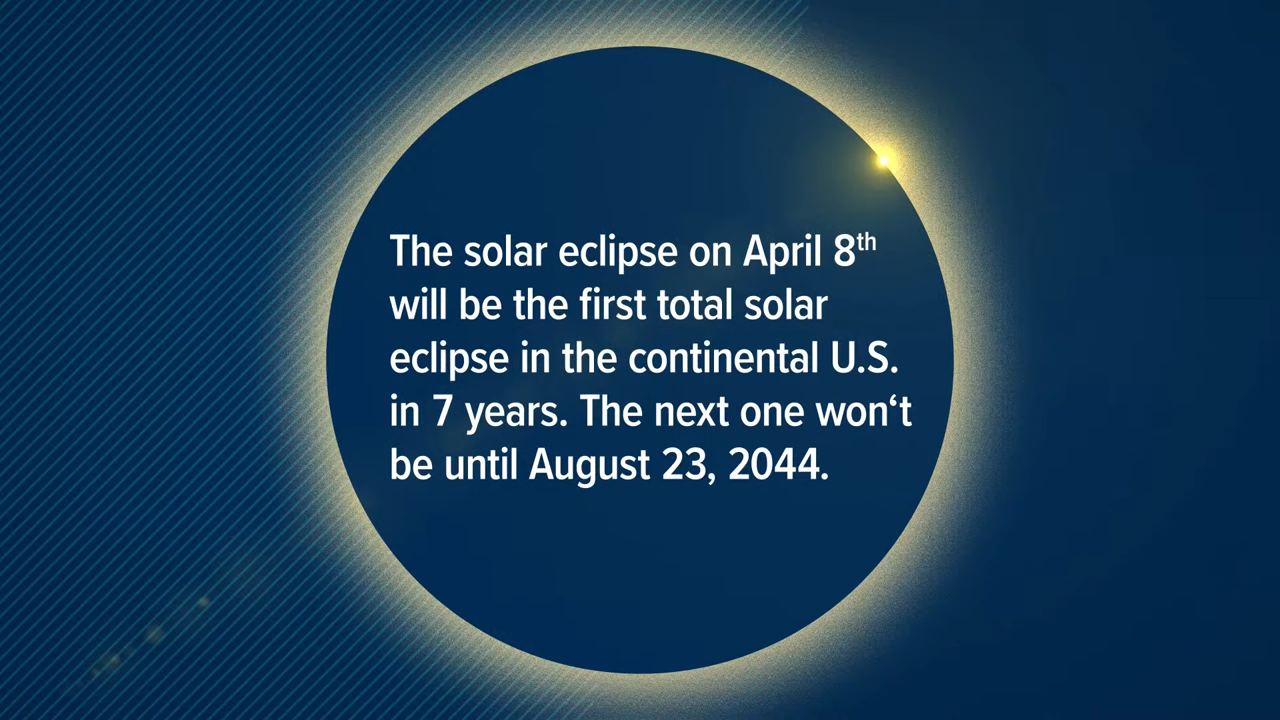 The solar eclipse on April 8th
will be the first total solar
eclipse in the continental U.S.
in 7 years. The next one won‘t
be until August 23, 2044.